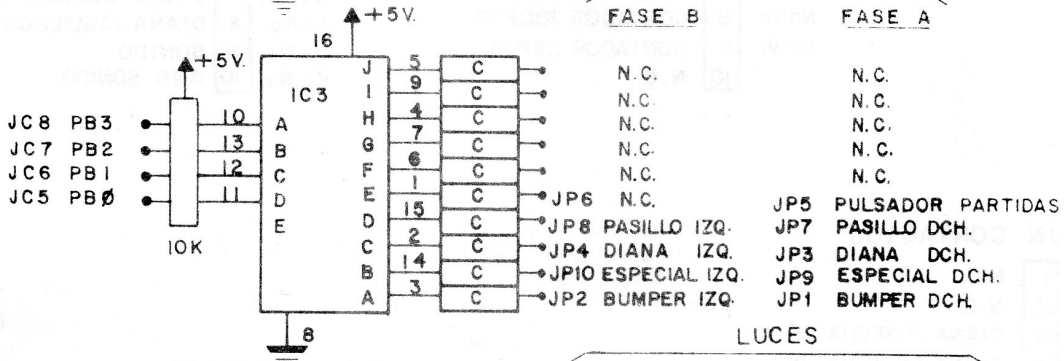 +5V.
FASE B FASE A
16
+5V.
IC3
J 5 C N.C. N.C.
I 9 C N.C. N.C.
JC8 PB3 10 A H 4 C N.C. N.C.
JC7 PB2 13 B G 7 C N.C. N.C.
JC6 PB1 12 C F 6 C N.C. N.C.
JC5 PBØ 11 D E 1 C JP6 N.C. JP5 PULSADOR PARTIDAS
E D 15 C JP8 PASILLO IZQ. JP7 PASILLO DCH.
10K C 2 C JP4 DIANA IZQ. JP3 DIANA DCH.
B 14 C JP10 ESPECIAL IZQ. JP9 ESPECIAL DCH.
A 3 C JP2 BUMPER IZQ. JP1 BUMPER DCH.
8
LUCES